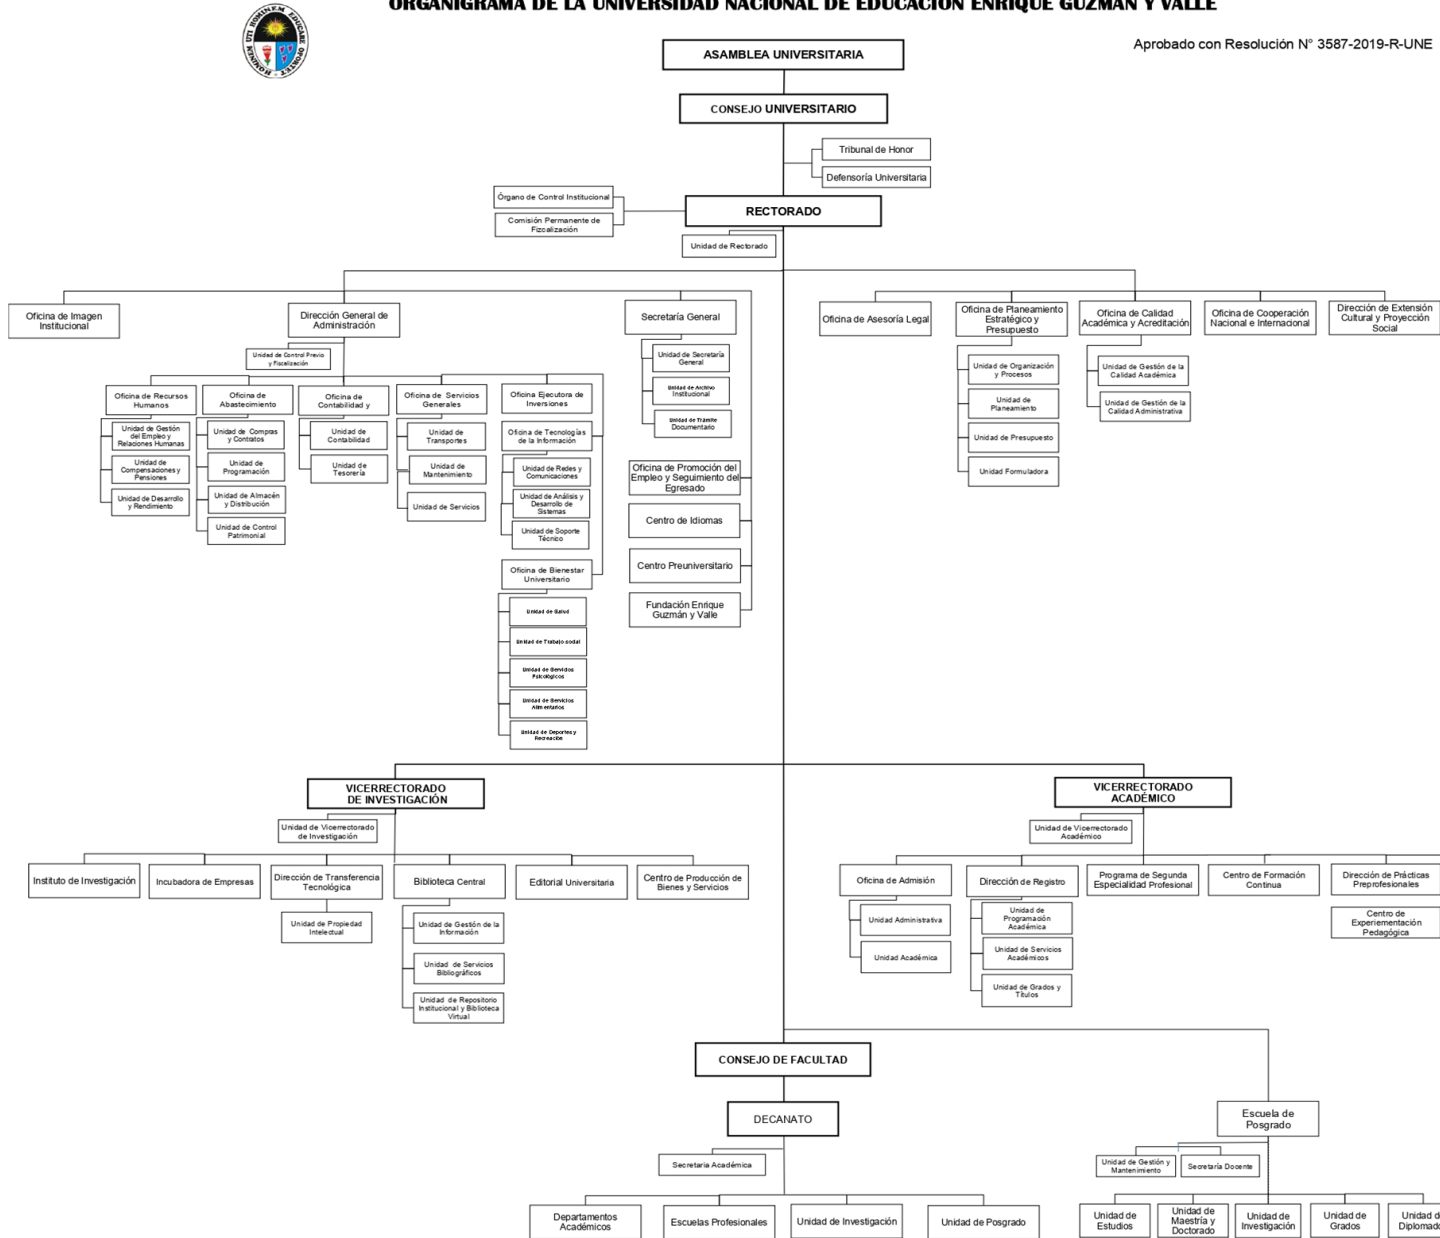 ORGANIGRAMA DE LA UNIVERSIDAD NACIONAL DE EDUCACIÓN ENRIQUE GUZMÁN Y VALLE
HOMINEM UTI HOMINEM EDUCARE OPORTET
Aprobado con Resolución N° 3587-2019-R-UNE
ASAMBLEA UNIVERSITARIA
CONSEJO UNIVERSITARIO
Tribunal de Honor
Defensoría Universitaria
Órgano de Control Institucional
Comisión Permanente de
Fizcalización
RECTORADO
Unidad de Rectorado
Oficina de Imagen
Institucional
Dirección General de
Administración
Secretaría General
Oficina de Asesoría Legal
Oficina de Planeamiento
Estratégico y
Presupuesto
Oficina de Calidad
Académica y Acreditación
Oficina de Cooperación
Nacional e Internacional
Dirección de Extensión
Cultural y Proyección
Social
Unidad de Control Previo
y Fiscalización
Oficina de Recursos
Humanos
Unidad de Gestión
del Empleo y
Relaciones Humanas
Unidad de
Compensaciones y
Pensiones
Unidad de Desarrollo
y Rendimiento
Oficina de
Abastecimiento
Unidad de Compras
y Contratos
Unidad de
Programación
Unidad de Almacén
y Distribución
Unidad de Control
Patrimonial
Oficina de
Contabilidad y
Unidad de
Contabilidad
Unidad de
Tesorería
Oficina de Servicios
Generales
Unidad de
Transportes
Unidad de
Mantenimiento
Unidad de Servicios
Oficina Ejecutora de
Inversiones
Oficina de Tecnologías
de la Información
Unidad de Redes y
Comunicaciones
Unidad de Análisis y
Desarrollo de
Sistemas
Unidad de Soporte
Técnico
Oficina de Bienestar
Universitario
Unidad de Salud
Unidad de Trabajo social
Unidad de Servicios
Psicológicos
Unidad de Servicios
Alimentarios
Unidad de Deportes y
Recreación
Unidad de Secretaría
General
Unidad de Archivo
Institucional
Unidad de Trámite
Documentario
Oficina de Promoción del
Empleo y Seguimiento del
Egresado
Centro de Idiomas
Centro Preuniversitario
Fundación Enrique
Guzmán y Valle
Unidad de Organización
y Procesos
Unidad de
Planeamiento
Unidad de Presupuesto
Unidad Formuladora
Unidad de Gestión de la
Calidad Académica
Unidad de Gestión de la
Calidad Administrativa
VICERRECTORADO
DE INVESTIGACIÓN
Unidad de Vicerrectorado
de Investigación
Instituto de Investigación
Incubadora de Empresas
Dirección de Transferencia
Tecnológica
Unidad de Propiedad
Intelectual
Biblioteca Central
Unidad de Gestión de la
Información
Unidad de Servicios
Bibliográficos
Unidad de Repositorio
Institucional y Biblioteca
Virtual
Editorial Universitaria
Centro de Producción de
Bienes y Servicios
VICERRECTORADO
ACADÉMICO
Unidad de Vicerrectorado
Académico
Oficina de Admisión
Unidad Administrativa
Unidad Académica
Dirección de Registro
Unidad de
Programación
Académica
Unidad de Servicios
Académicos
Unidad de Grados y
Títulos
Programa de Segunda
Especialidad Profesional
Centro de Formación
Continua
Dirección de Prácticas
Preprofesionales
Centro de
Experiementación
Pedagógica
CONSEJO DE FACULTAD
DECANATO
Secretaria Académica
Departamentos
Académicos
Escuelas Profesionales
Unidad de Investigación
Unidad de Posgrado
Escuela de
Posgrado
Unidad de Gestión y
Mantenimiento
Secretaría Docente
Unidad de
Estudios
Unidad de
Maestría y
Doctorado
Unidad de
Investigación
Unidad de
Grados
Unidad d
Diplomad